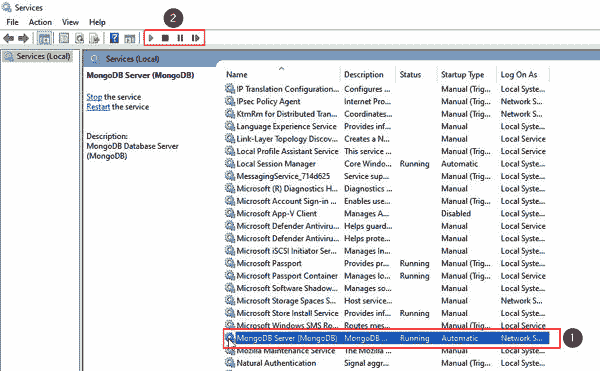 Services
File Action View Help
2
Services (Local)
Services (Local)
MongoDB Server (MongoDB)
Stop the service
Restart the service
Description:
MongoDB Database Server
(MongoDB)
Name Description Status Startup Type Log On As
IP Translation Configuration... Configures ... Manual (Trig... Local Syste...
IPsec Policy Agent Internet Pro... Manual (Trig... Network S...
KtmRm for Distributed Tran... Coordinates... Manual (Trig... Network S...
Language Experience Service Provides inf... Manual Local Syste...
Link-Layer Topology Discov... Creates a N... Manual Local Service
Local Profile Assistant Service This service ... Manual (Trig... Local Service
Local Session Manager Core Windo... Running Automatic Local Syste...
MessagingService_714d625 Service sup... Manual (Trig... Local Syste...
Microsoft (R) Diagnostics H... Diagnostics ... Manual Local Syste...
Microsoft Account Sign-in ... Enables use... Manual (Trig... Local Syste...
Microsoft App-V Client Manages A... Disabled Local Syste...
Microsoft Defender Antiviru... Helps guard... Manual Local Service
Microsoft Defender Antiviru... Helps prote... Manual Local Syste...
Microsoft iSCSI Initiator Ser... Manages In... Manual Local Syste...
Microsoft Passport Provides pr... Running Manual (Trig... Local Syste...
Microsoft Passport Container Manages lo... Running Manual (Trig... Local Service
Microsoft Software Shadow... Manages so... Manual Local Syste...
Microsoft Storage Spaces S... Host service... Manual Network S...
Microsoft Store Install Service Provides inf... Running Manual Local Syste...
Microsoft Windows SMS Ro... Routes mes... Manual (Trig... Local Syste...
MongoDB Server (MongoDB) MongoDB ... Running Automatic Network S... 1
Mozilla Maintenance Service The Mozilla ... Manual Local Syste...
Natural Authentication Signal aggr... Manual (Trig... Local Syste...